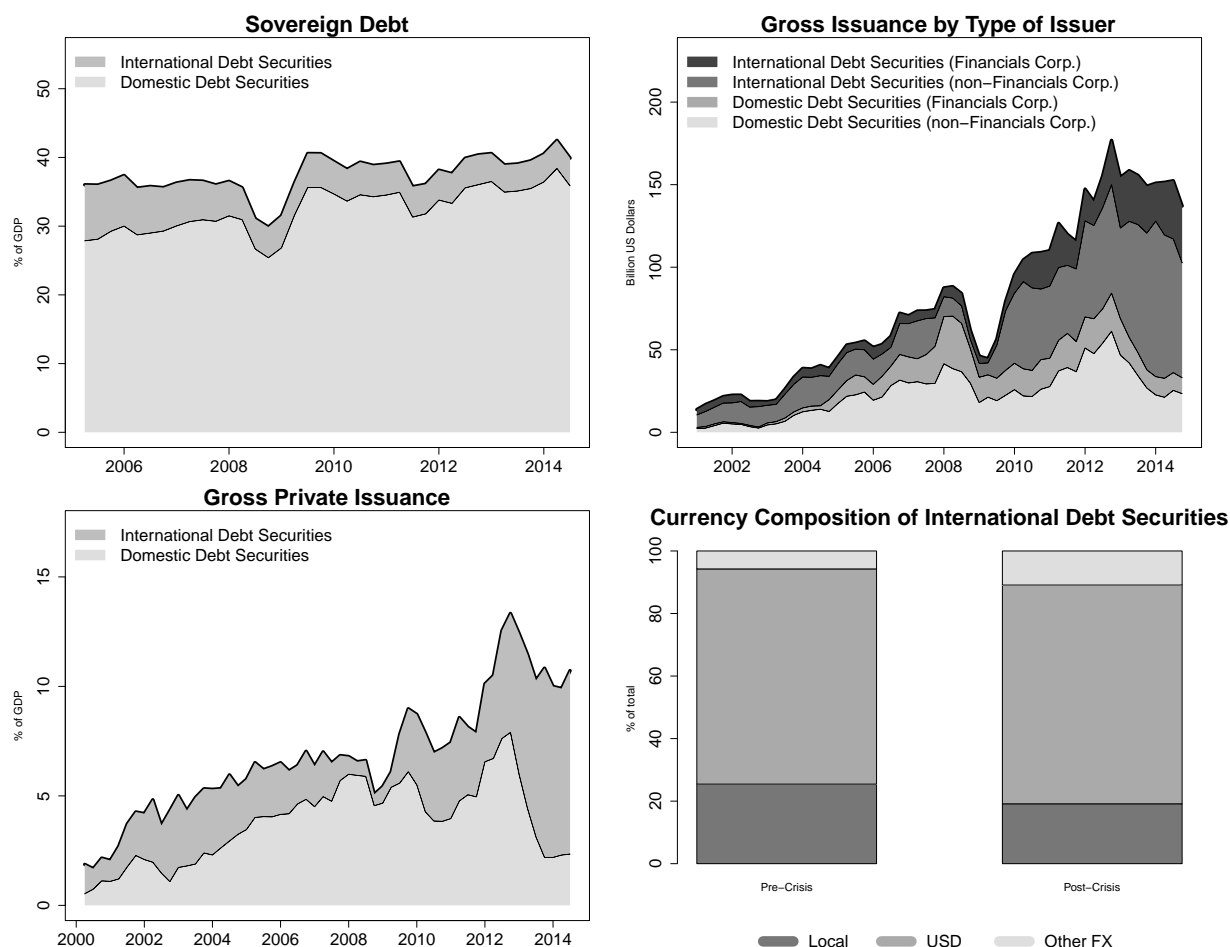 Sovereign Debt
International Debt Securities
Domestic Debt Securities
% of GDP
0
10
20
30
40
50
2006
2008
2010
2012
2014
Gross Issuance by Type of Issuer
International Debt Securities (Financials Corp.)
International Debt Securities (non−Financials Corp.)
Domestic Debt Securities (Financials Corp.)
Domestic Debt Securities (non−Financials Corp.)
Billion US Dollars
0
50
100
150
200
2002
2004
2006
2008
2010
2012
2014
Gross Private Issuance
International Debt Securities
Domestic Debt Securities
% of GDP
0
5
10
15
2000
2002
2004
2006
2008
2010
2012
2014
Currency Composition of International Debt Securities
% of total
0
20
40
60
80
100
Pre−Crisis
Post−Crisis
Local
USD
Other FX